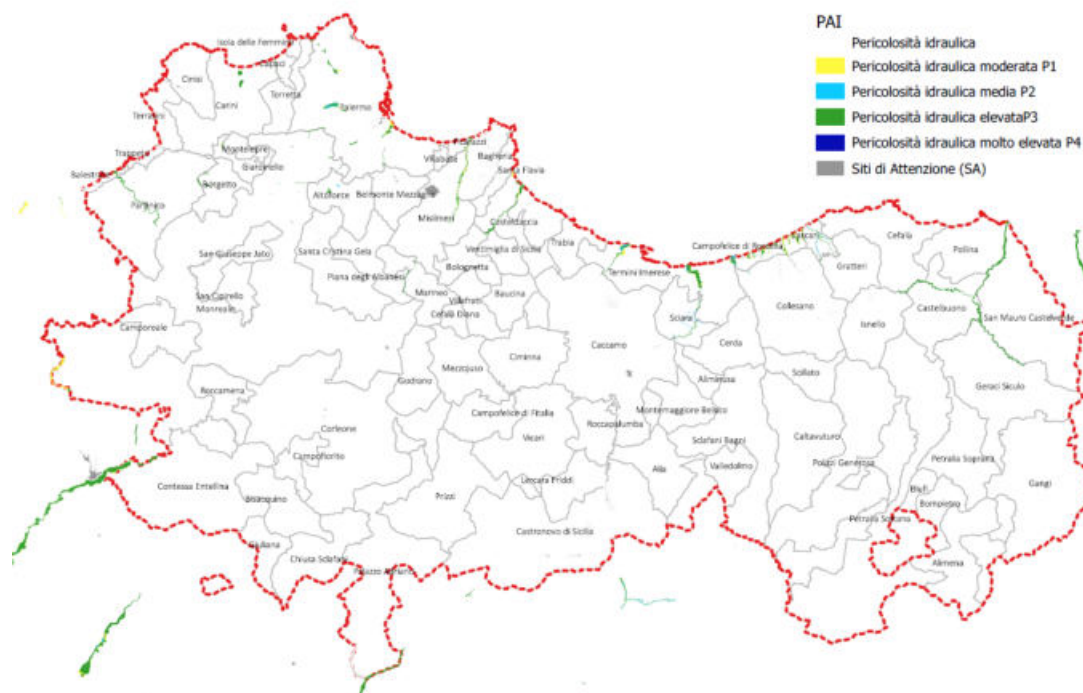 PAI
Pericolosità idraulica
Pericolosità idraulica moderata P1
Pericolosità idraulica media P2
Pericolosità idraulica elevataP3
Pericolosità idraulica molto elevata P4
Siti di Attenzione (SA)
Isola delle Femmine
Capaci
Cinisi
Carini
Torretta
Palermo
Terrasini
Trappeto
Montelepre
Giardinello
Balestrate
Borgetto
Partinico
Villabate
Bagheria
Santa Flavia
Altofonte
Belmonte Mezzagno
Misilmeri
Casteldaccia
San Giuseppe Jato
Santa Cristina Gela
Piana degli Albanesi
Ventimiglia di Sicilia
Trabia
Bolognetta
Marineo
Baucina
Villafrati
Cefalà Diana
San Cipirello
Monreale
Camporeale
Termini Imerese
Campofelice di Roccella
Lascari
Cefalù
Pollina
Gratteri
Collesano
Isnello
Castelbuono
San Mauro Castelverde
Sciara
Cerda
Caccamo
Ciminna
Mezzojuso
Godrano
Aliminusa
Scillato
Geraci Siculo
Roccamena
Corleone
Campofelice di Fitalia
Roccapalumba
Montemaggiore Belsito
Vicari
Sclafani Bagni
Caltavuturo
Campofiorito
Contessa Entellina
Bisacquino
Prizzi
Lercara Friddi
Alia
Valledolmo
Polizzi Generosa
Petralia Soprana
Gangi
Blufi
Bompietro
Petralia Sottana
Castronovo di Sicilia
Giuliana
Chiusa Sclafani
Palazzo Adriano
Alimena